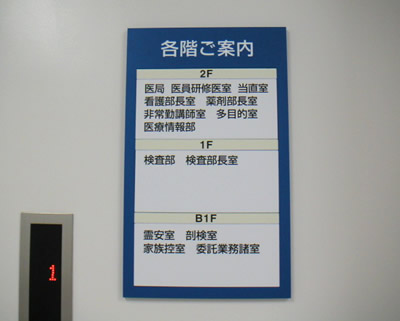 各階ご案内
2F
医局 医員研修医室 当直室
看護部長室 薬剤部長室
非常勤講師室 多目的室
医療情報部
1F
検査部 検査部長室
B1F
霊安室 剖検室
家族控室 委託業務諸室
1